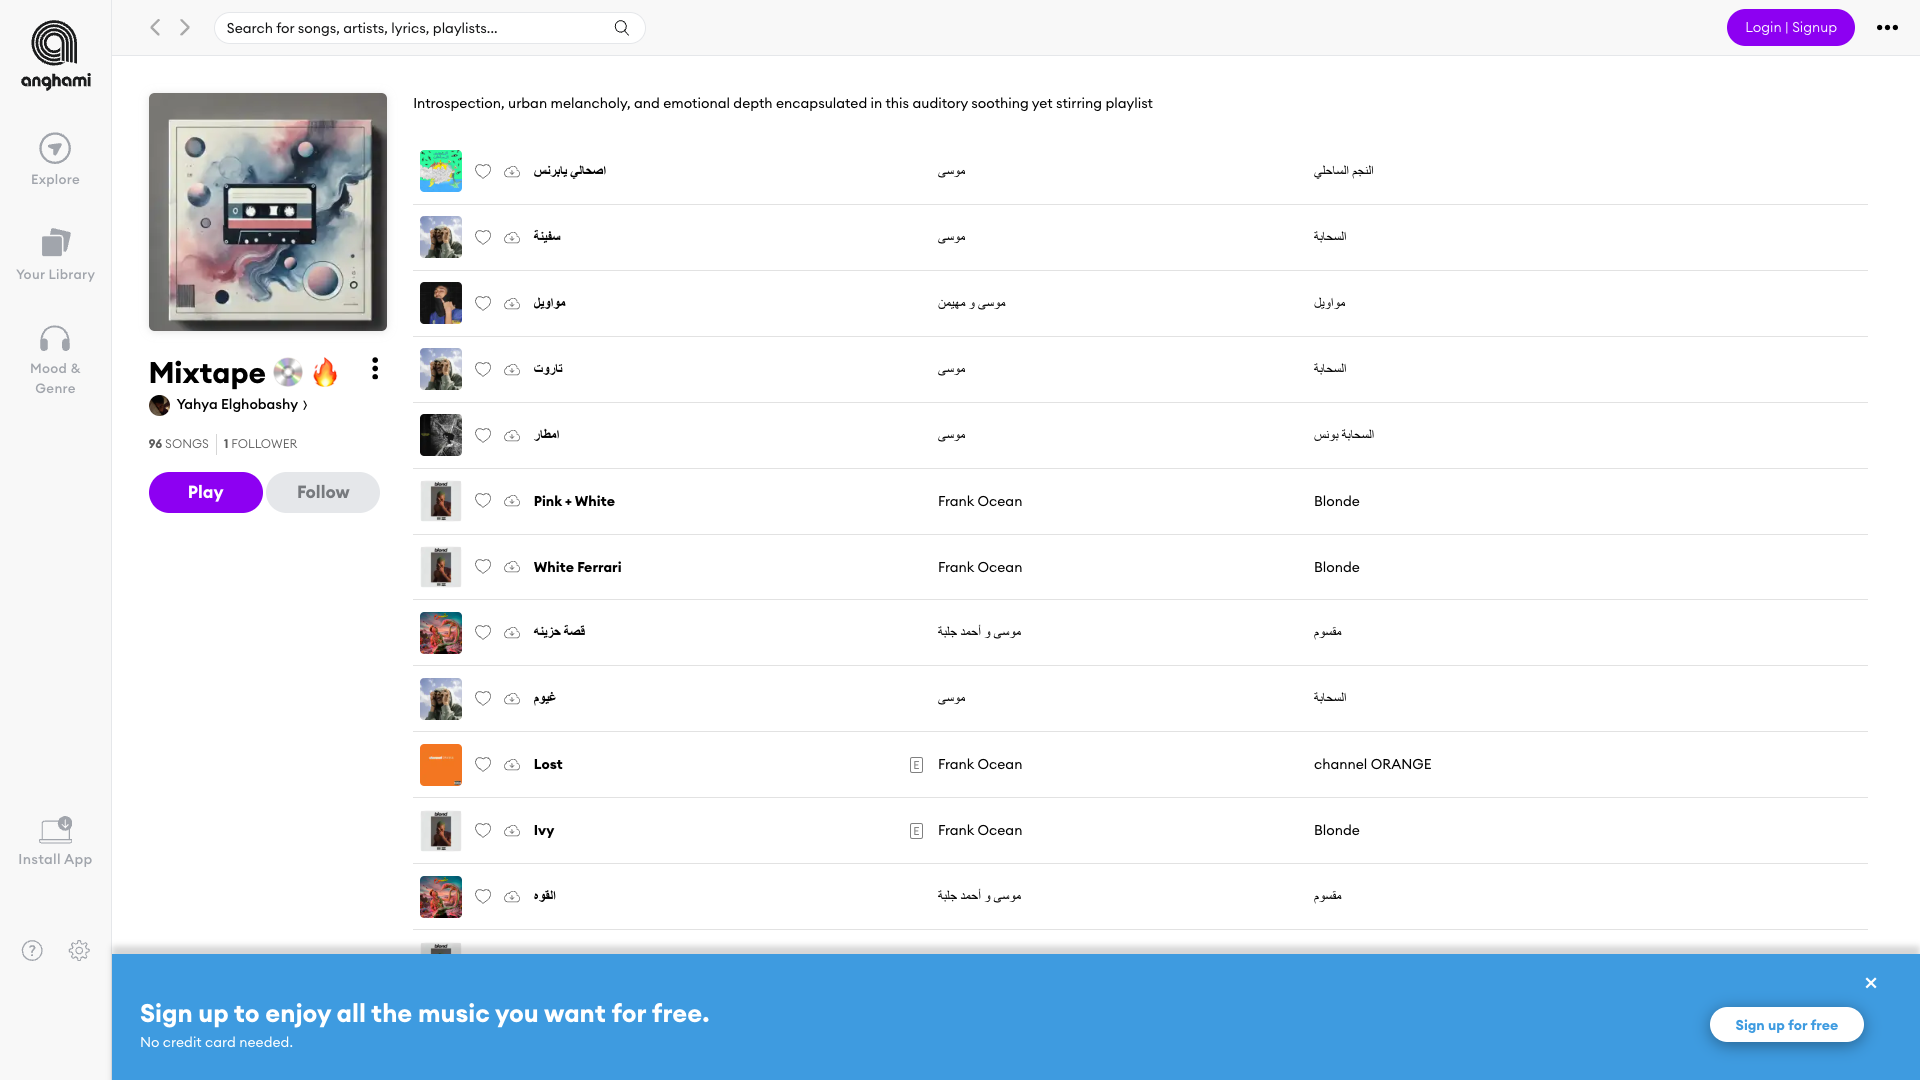 Search for songs, artists, lyrics, playlists...
Login | Signup
anghami
Explore
Your Library
Mood &
Genre
Install App
Mixtape 💿 🔥
Yahya Elghobashy ›
96 SONGS
1 FOLLOWER
Play
Follow
Introspection, urban melancholy, and emotional depth encapsulated in this auditory soothing yet stirring playlist
اصحالي يابرنس موسى النجم الساحلي
سفينة موسى السحابة
مواويل موسى و مهيمن مواويل
تاروت موسى السحابة
امطار موسى السحابة بونس
Pink + White Frank Ocean Blonde
White Ferrari Frank Ocean Blonde
قصة حزينه موسى و أحمد جلبة مقسوم
غيوم موسى السحابة
Lost E Frank Ocean channel ORANGE
Ivy E Frank Ocean Blonde
القوه موسى و أحمد جلبة مقسوم
Sign up to enjoy all the music you want for free.
No credit card needed.
Sign up for free